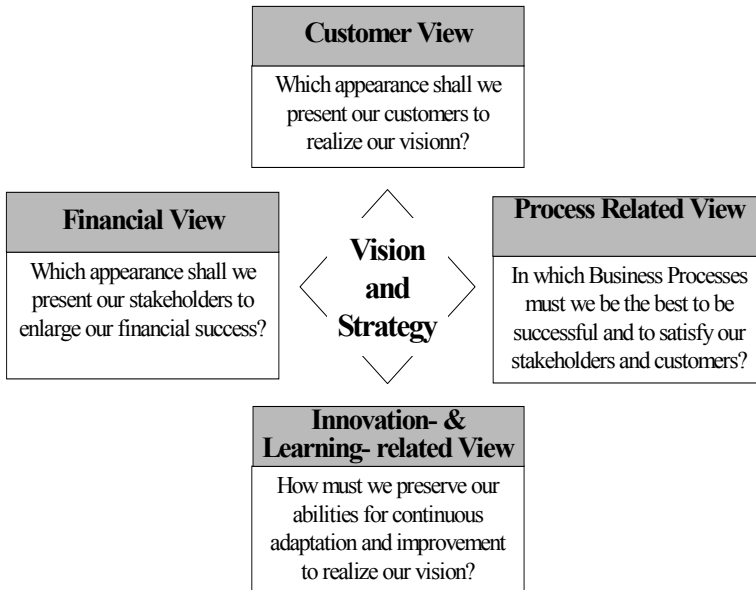 Customer View
Which appearance shall we
present our customers to
realize our visionn?
Financial View
Which appearance shall we
present our stakeholders to
enlarge our financial success?
Vision
and
Strategy
Process Related View
In which Business Processes
must we be the best to be
successful and to satisfy our
stakeholders and customers?
Innovation- &
Learning- related View
How must we preserve our
abilities for continuous
adaptation and improvement
to realize our vision?